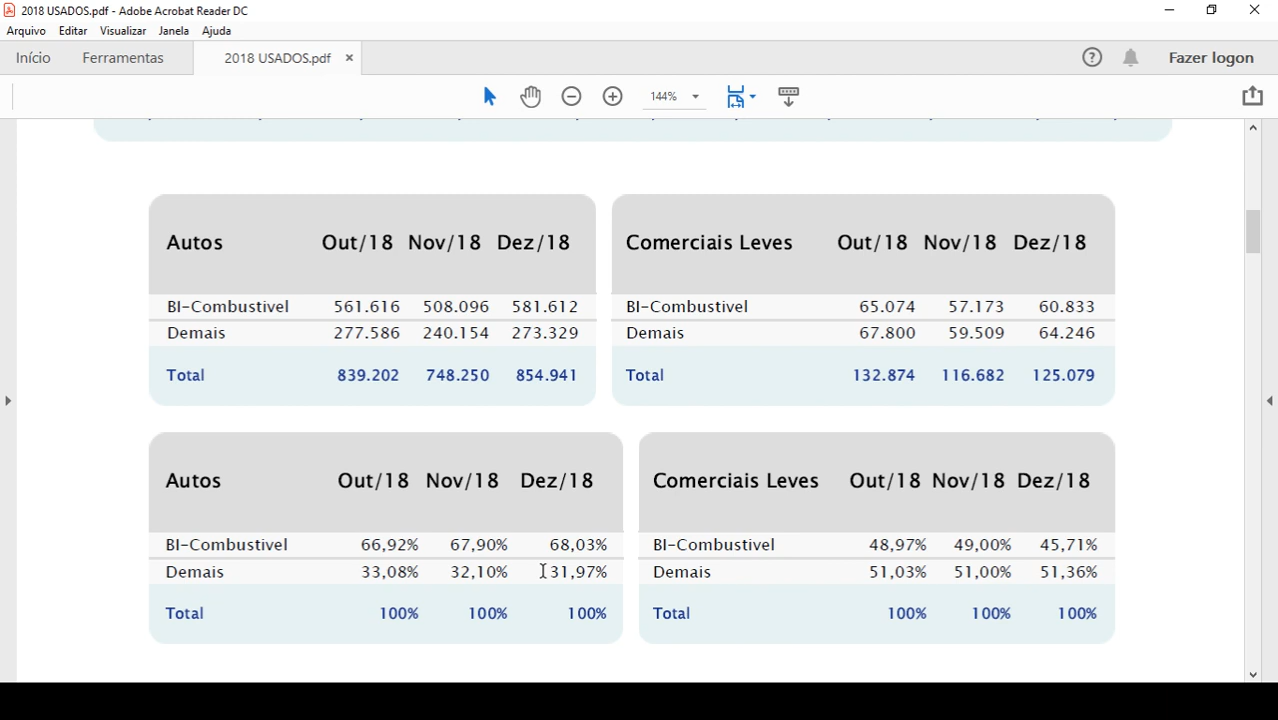 2018 USADOS.pdf - Adobe Acrobat Reader DC
Arquivo Editar Visualizar Janela Ajuda
Início Ferramentas 2018 USADOS.pdf × ? Fazer logon
144%
Autos Out/18 Nov/18 Dez/18
BI-Combustivel 561.616 508.096 581.612
Demais 277.586 240.154 273.329
Total 839.202 748.250 854.941
Comerciais Leves Out/18 Nov/18 Dez/18
BI-Combustivel 65.074 57.173 60.833
Demais 67.800 59.509 64.246
Total 132.874 116.682 125.079
Autos Out/18 Nov/18 Dez/18
BI-Combustivel 66,92% 67,90% 68,03%
Demais 33,08% 32,10% 31,97%
Total 100% 100% 100%
Comerciais Leves Out/18 Nov/18 Dez/18
BI-Combustivel 48,97% 49,00% 45,71%
Demais 51,03% 51,00% 51,36%
Total 100% 100% 100%